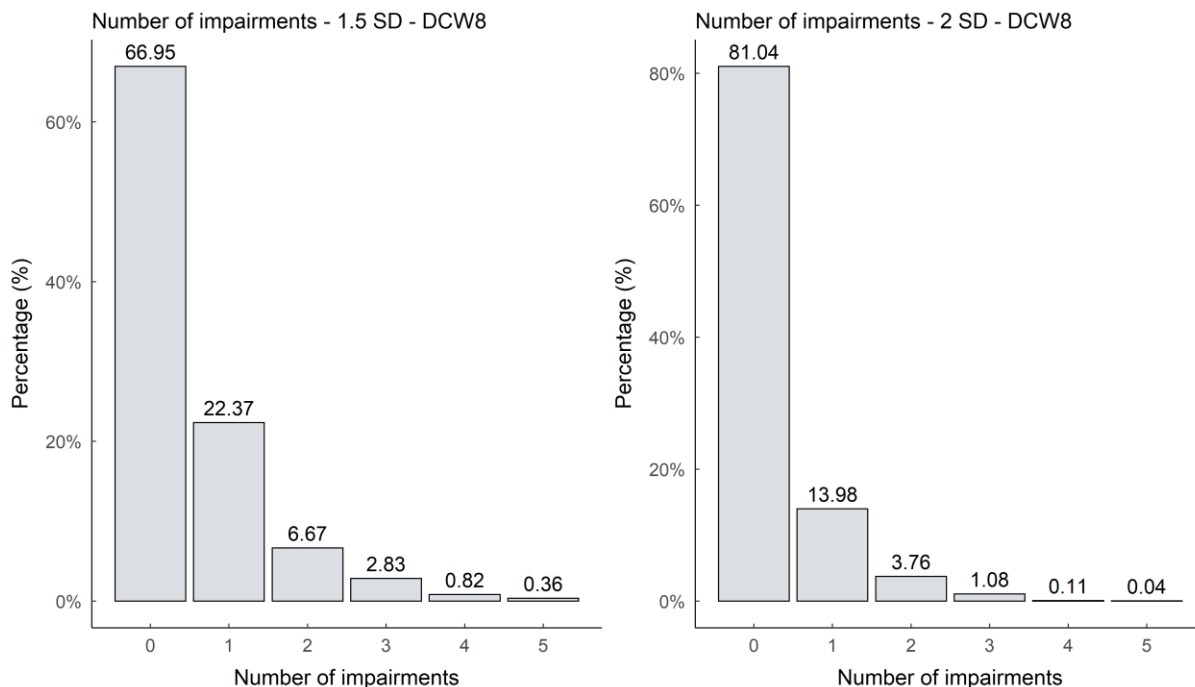 Number of impairments - 1.5 SD - DCW8
66.95
60%
40%
22.37
20%
6.67
2.83
0.82
0.36
0%
0 1 2 3 4 5
Percentage (%)
Number of impairments
Number of impairments - 2 SD - DCW8
81.04
80%
60%
40%
20%
13.98
3.76
1.08
0.11
0.04
0%
0 1 2 3 4 5
Percentage (%)
Number of impairments